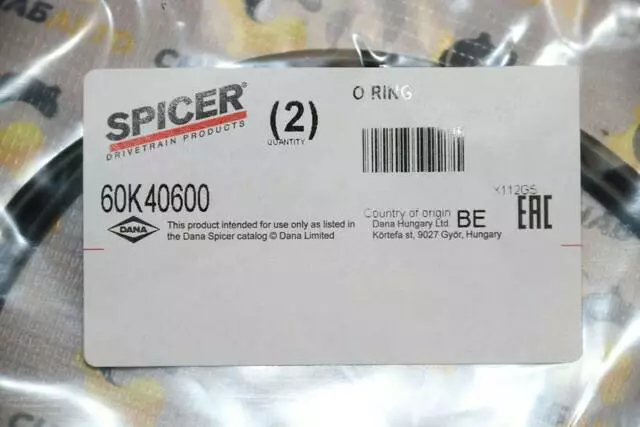 SPICER®
DRIVETRAIN PRODUCTS
(2)
QUANTITY
O RING
X112GS
60K40600
DANA
This product intended for use only as listed in
the Dana Spicer catalog © Dana Limited
Country of origin
Dana Hungary Ltd.
Körtefa st, 9027 Győr, Hungary
BE
EAC